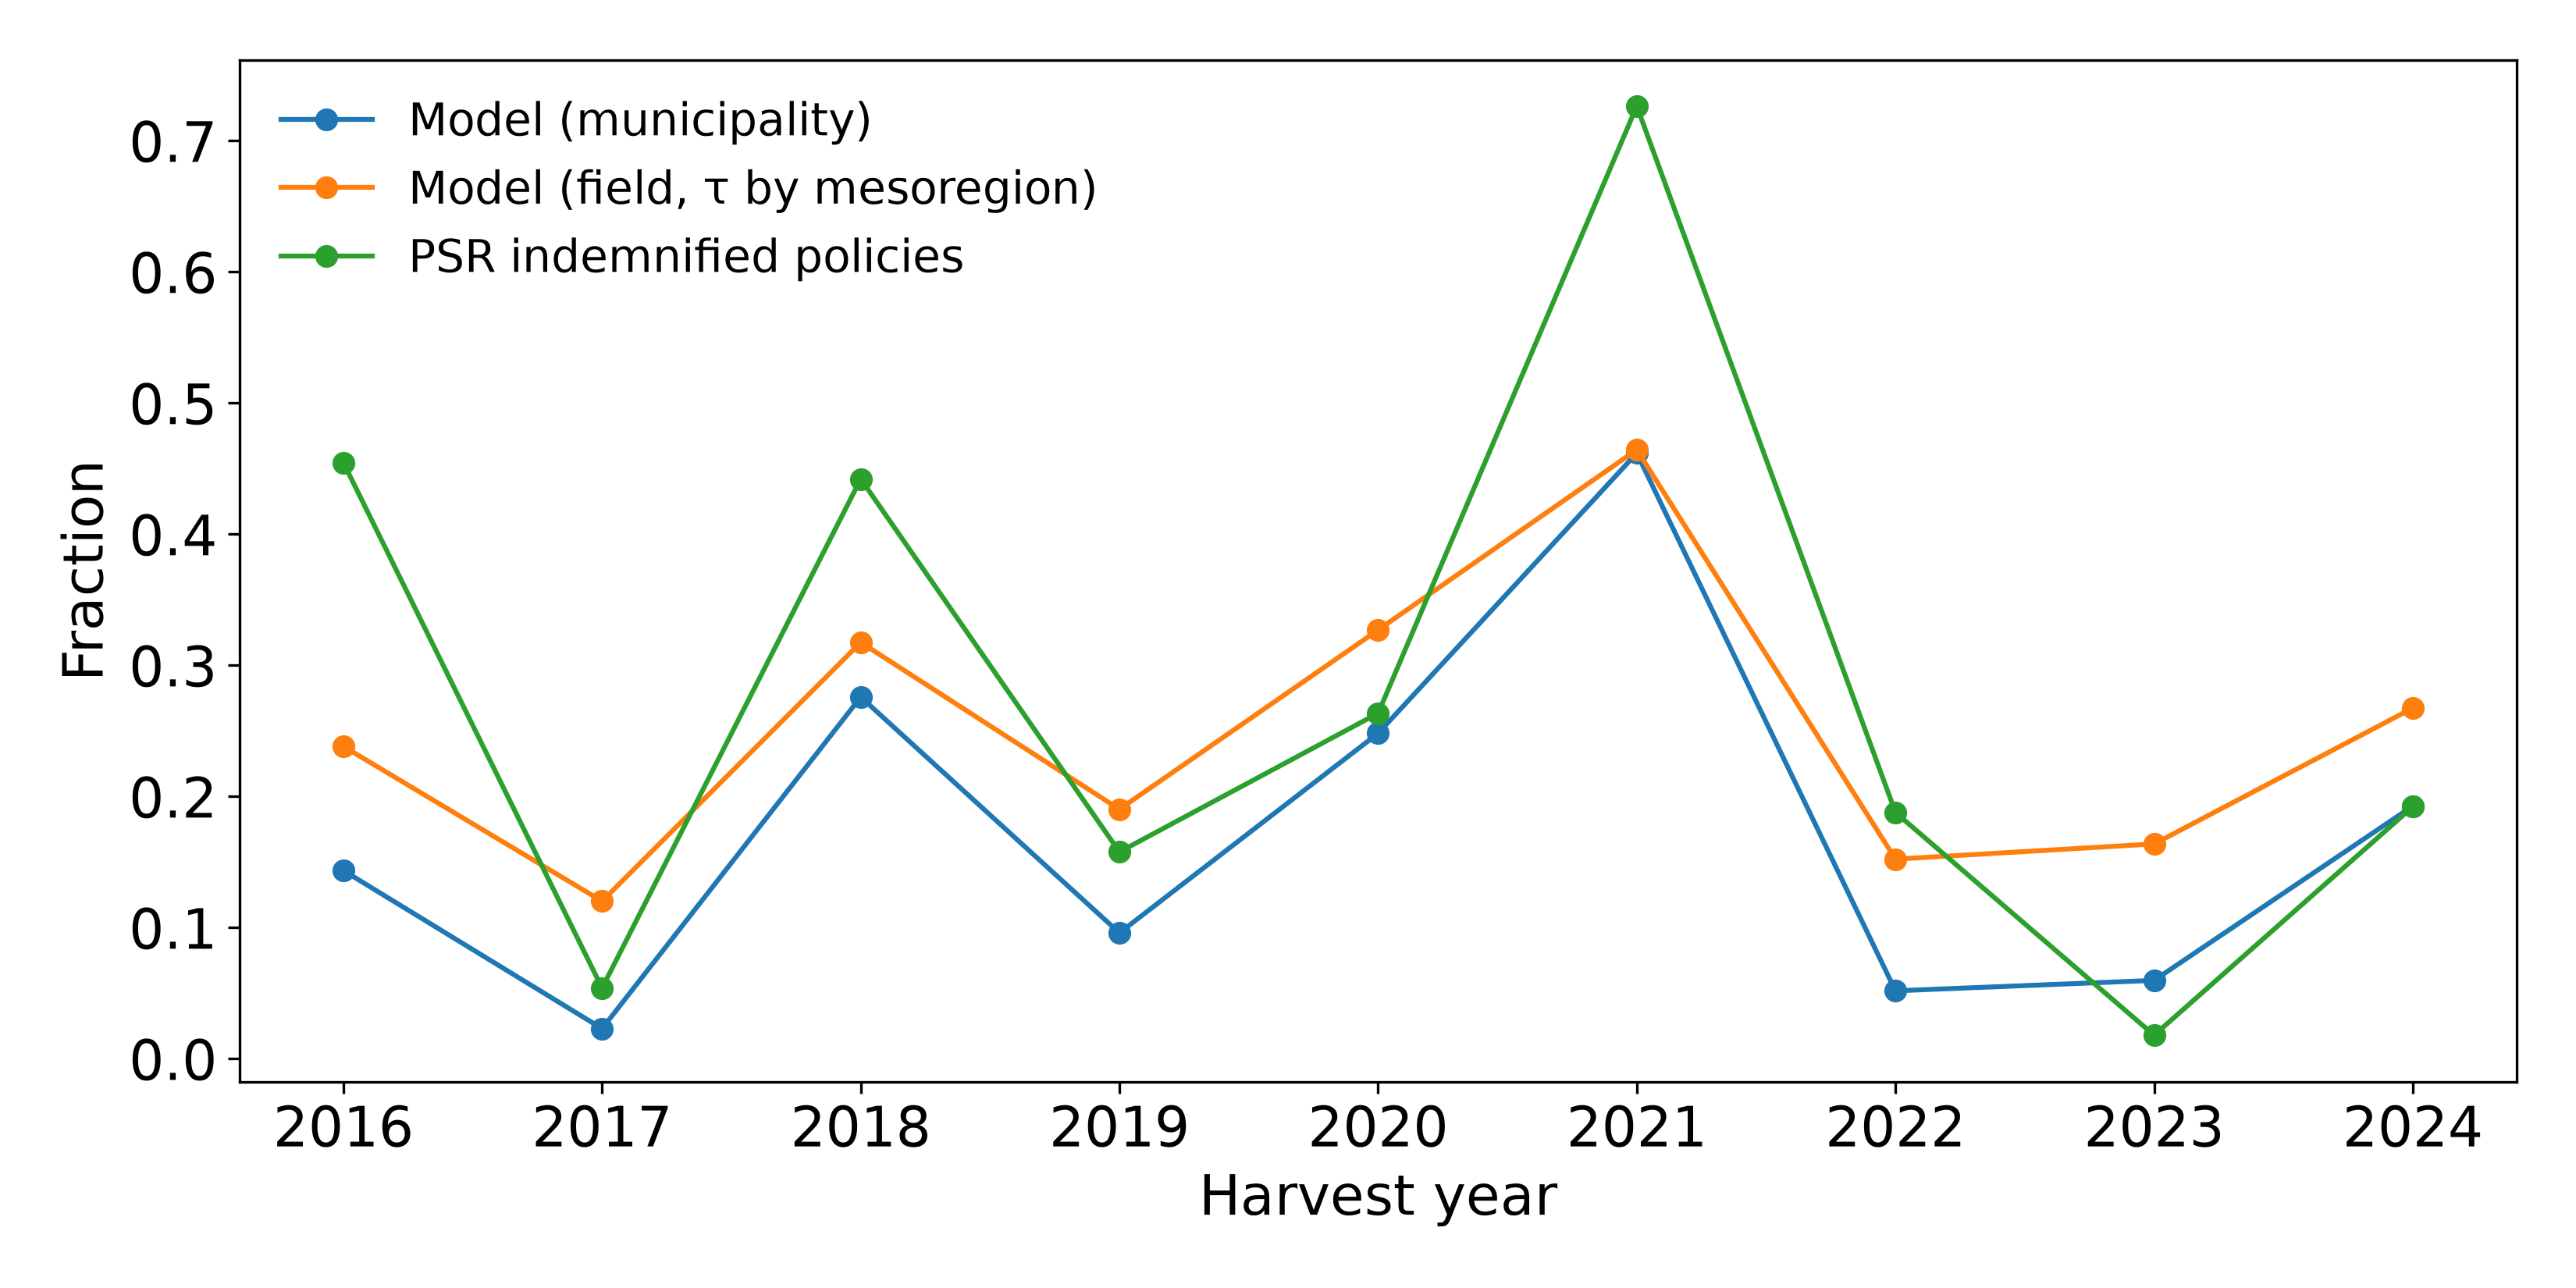 Model (municipality)
Model (field, τ by mesoregion)
PSR indemnified policies
Fraction
0.7
0.6
0.5
0.4
0.3
0.2
0.1
0.0
2016 2017 2018 2019 2020 2021 2022 2023 2024
Harvest year